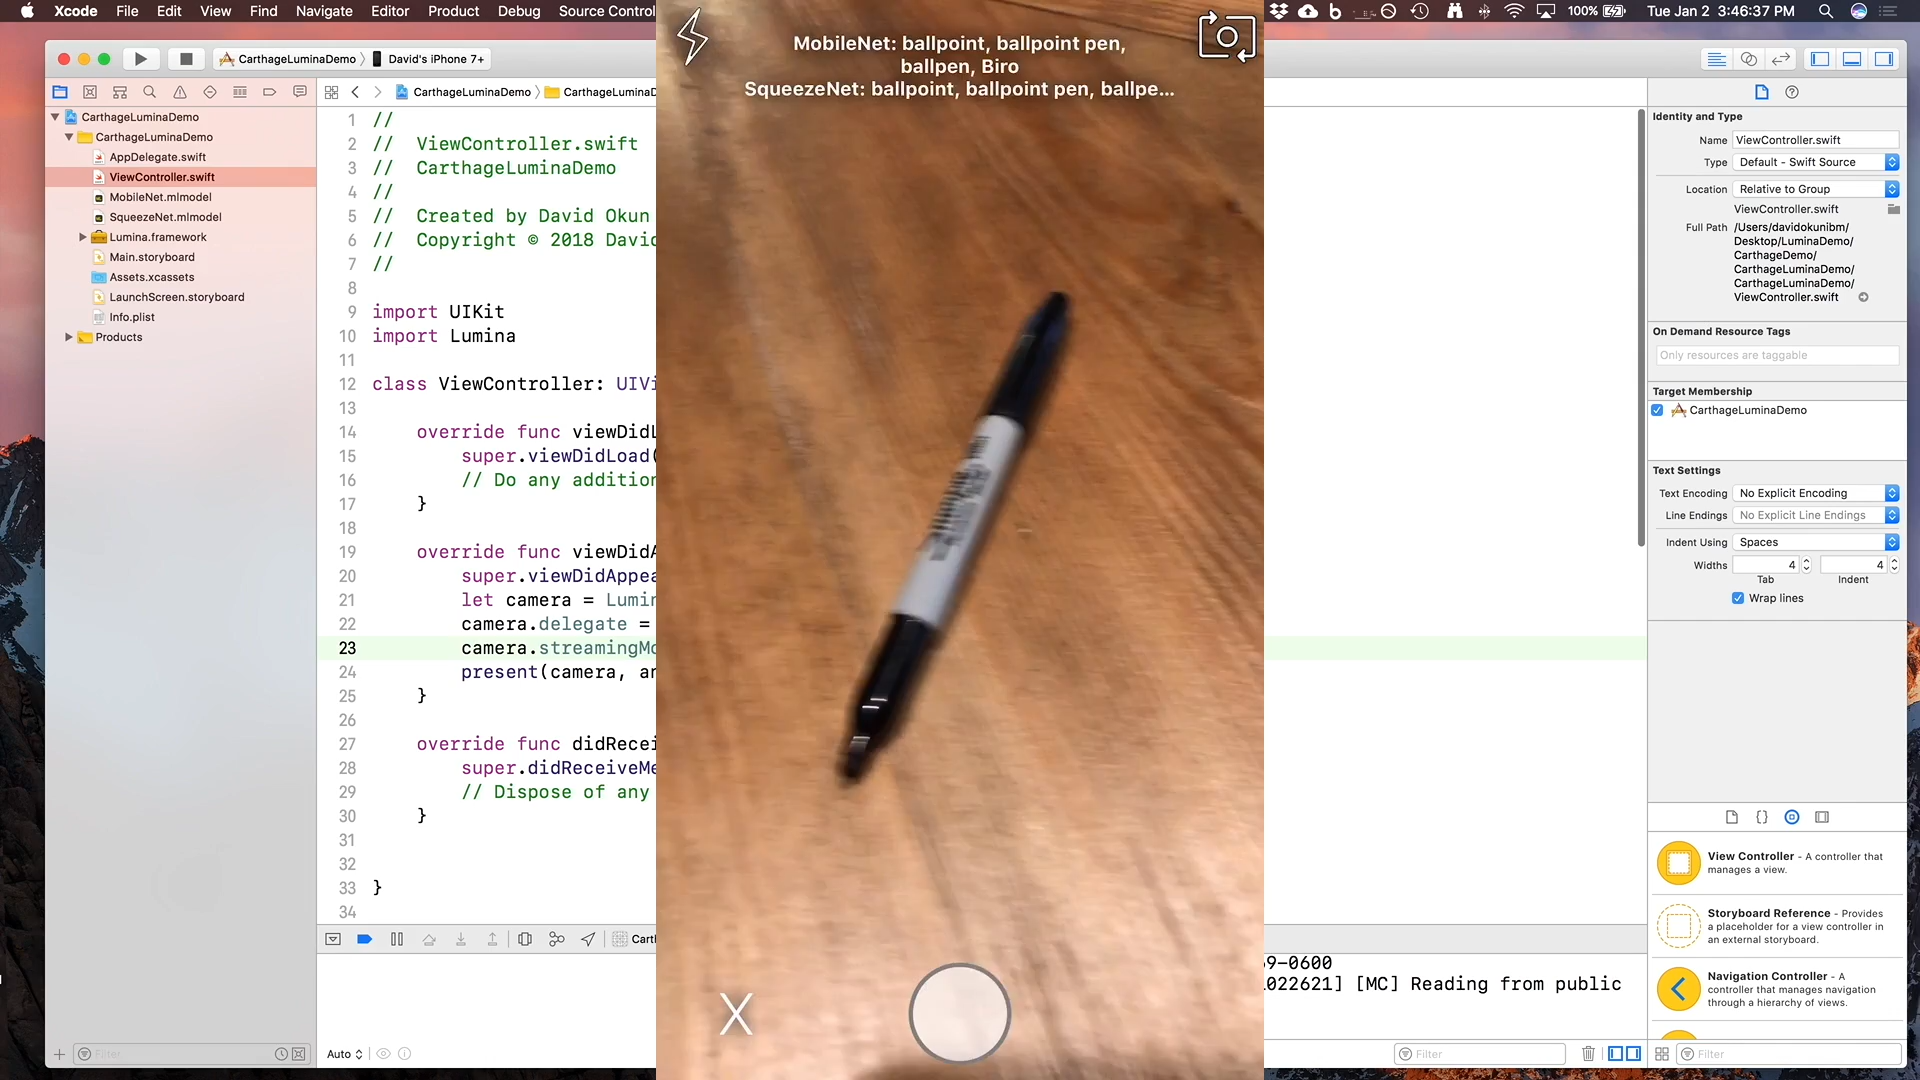 Xcode File Edit View Find Navigate Editor Product Debug Source Control
100% Tue Jan 2 3:46:37 PM
CarthageLuminaDemo David's iPhone 7+
CarthageLuminaDemo
CarthageLuminaDemo
AppDelegate.swift
ViewController.swift
MobileNet.mlmodel
SqueezeNet.mlmodel
Lumina.framework
Main.storyboard
Assets.xcassets
LaunchScreen.storyboard
Info.plist
Products
Filter
CarthageLuminaDemo CarthageLuminaD
1 //
2 // ViewController.swift
3 // CarthageLuminaDemo
4 //
5 // Created by David Okun
6 // Copyright © 2018 Davi
7 //
8
9 import UIKit
10 import Lumina
11
12 class ViewController: UIVi
13
14 override func viewDidL
15 super.viewDidLoad(
16 // Do any addition
17 }
18
19 override func viewDidA
20 super.viewDidAppea
21 let camera = Lumin
22 camera.delegate =
23 camera.streamingMo
24 present(camera, an
25 }
26
27 override func didRecei
28 super.didReceiveMe
29 // Dispose of any
30 }
31
32
33 }
34
Cart
Auto
MobileNet: ballpoint, ballpoint pen,
ballpen, Biro
SqueezeNet: ballpoint, ballpoint pen, ballpe...
X
9-0600
022621] [MC] Reading from public
Filter
Identity and Type
Name ViewController.swift
Type Default - Swift Source
Location Relative to Group
ViewController.swift
Full Path /Users/davidokunibm/
Desktop/LuminaDemo/
CarthageDemo/
CarthageLuminaDemo/
CarthageLuminaDemo/
ViewController.swift
On Demand Resource Tags
Only resources are taggable
Target Membership
CarthageLuminaDemo
Text Settings
Text Encoding No Explicit Encoding
Line Endings No Explicit Line Endings
Indent Using Spaces
Widths 4 4
Tab Indent
Wrap lines
View Controller - A controller that
manages a view.
Storyboard Reference - Provides
a placeholder for a view controller in
an external storyboard.
Navigation Controller - A
controller that manages navigation
through a hierarchy of views.
Filter